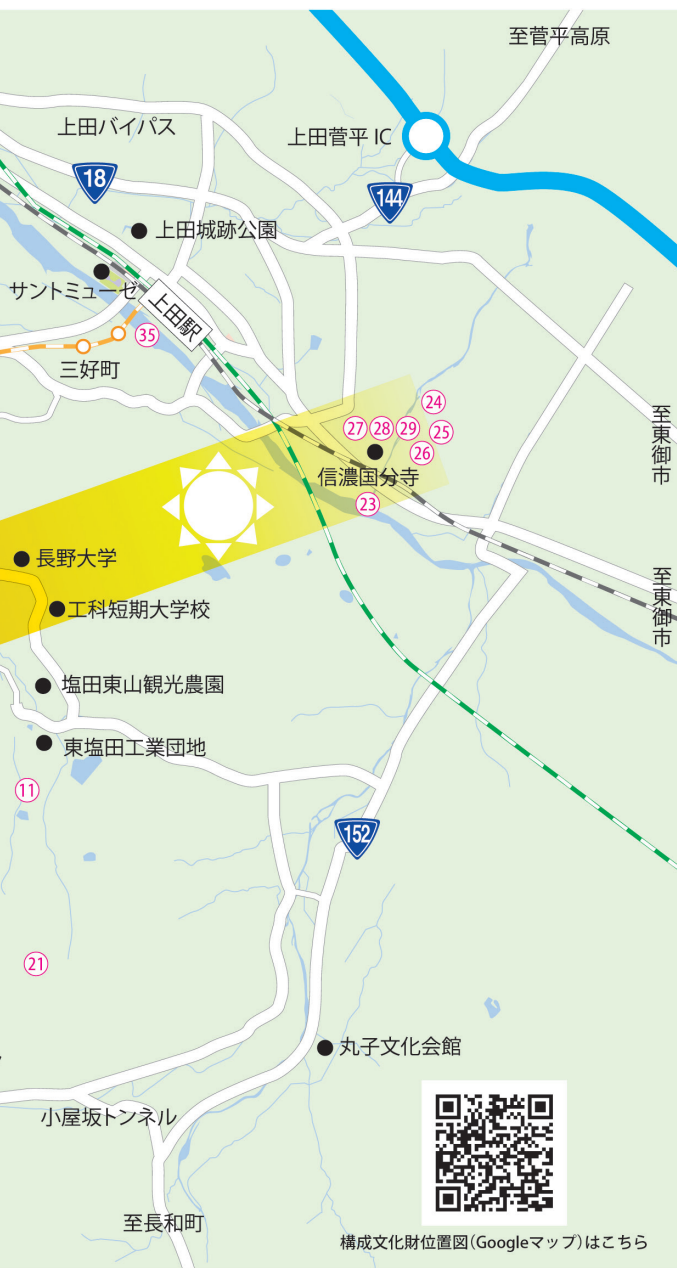 至菅平高原
上田バイパス
上田菅平 IC
18
144
上田城跡公園
サントミューゼ
上田駅
35
三好町
24
27
28
29
25
26
信濃国分寺
23
至東御市
長野大学
工科短期大学校
至東御市
塩田東山観光農園
東塩田工業団地
11
152
21
丸子文化会館
小屋坂トンネル
至長和町
構成文化財位置図(Googleマップ)はこちら